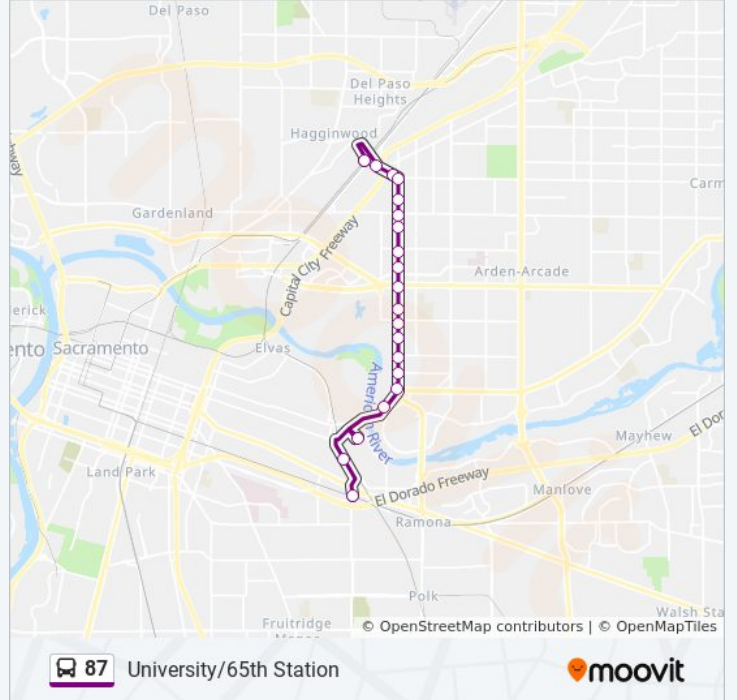 Del Paso
Del Paso
Heights
Hagginwood
way
Carm
Gardenland
Capital City Freeway
Arden-Arcade
erick
ento
Sacramento
Elvas
American River
Mayhew
El Dor
Land Park
El Dorado Freeway
Manlove
Ramona
Polk
Walsh Sta
Fruitridge
© OpenStreetMap contributors | © OpenMapTiles
87
University/65th Station
moovit